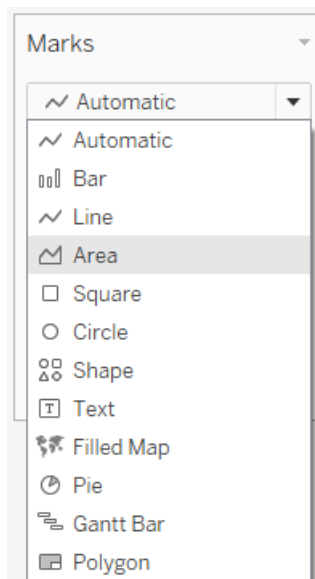 Marks
Automatic
Automatic
Bar
Line
Area
Square
Circle
Shape
T Text
Filled Map
Pie
Gantt Bar
Polygon